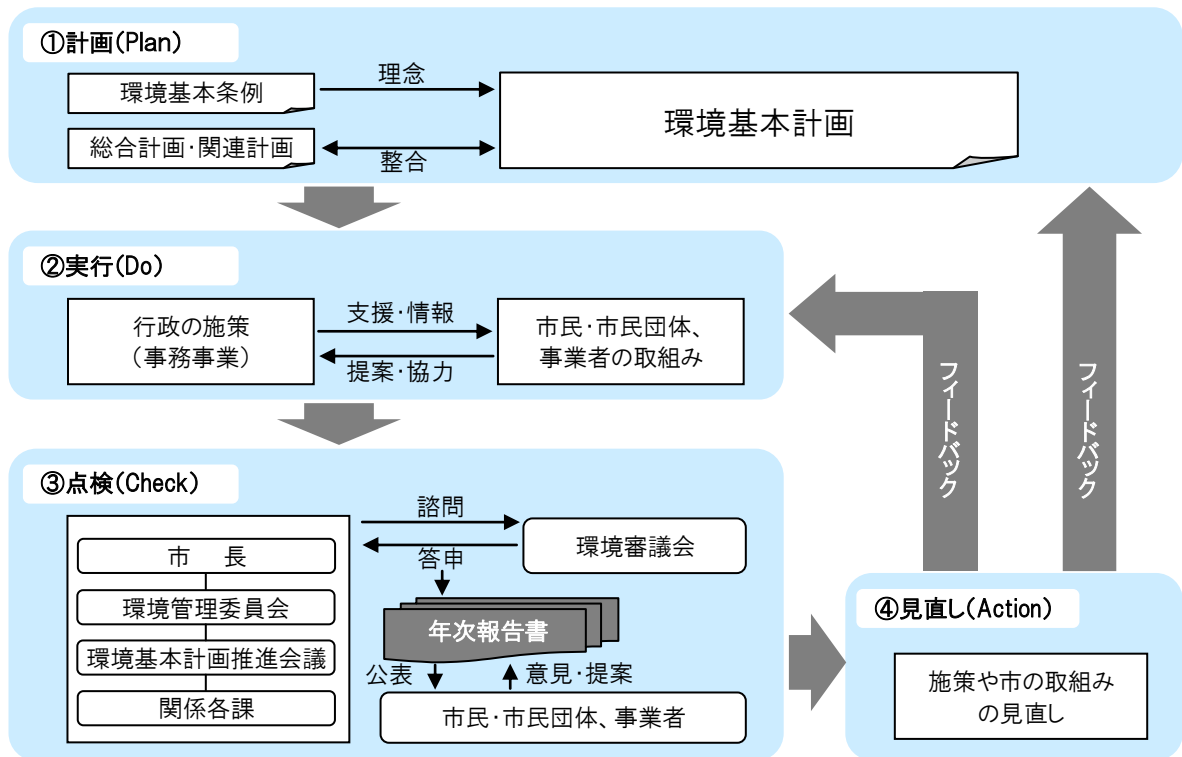 ①計画(Plan)
環境基本条例
理念
環境基本計画
総合計画・関連計画
整合
②実行(Do)
行政の施策
（事務事業）
支援・情報
提案・協力
市民・市民団体、
事業者の取組み
フィードバック
フィードバック
③点検(Check)
市　長
環境管理委員会
環境基本計画推進会議
関係各課
諮問
答申
環境審議会
年次報告書
公表
意見・提案
市民・市民団体、事業者
④見直し(Action)
施策や市の取組み
の見直し